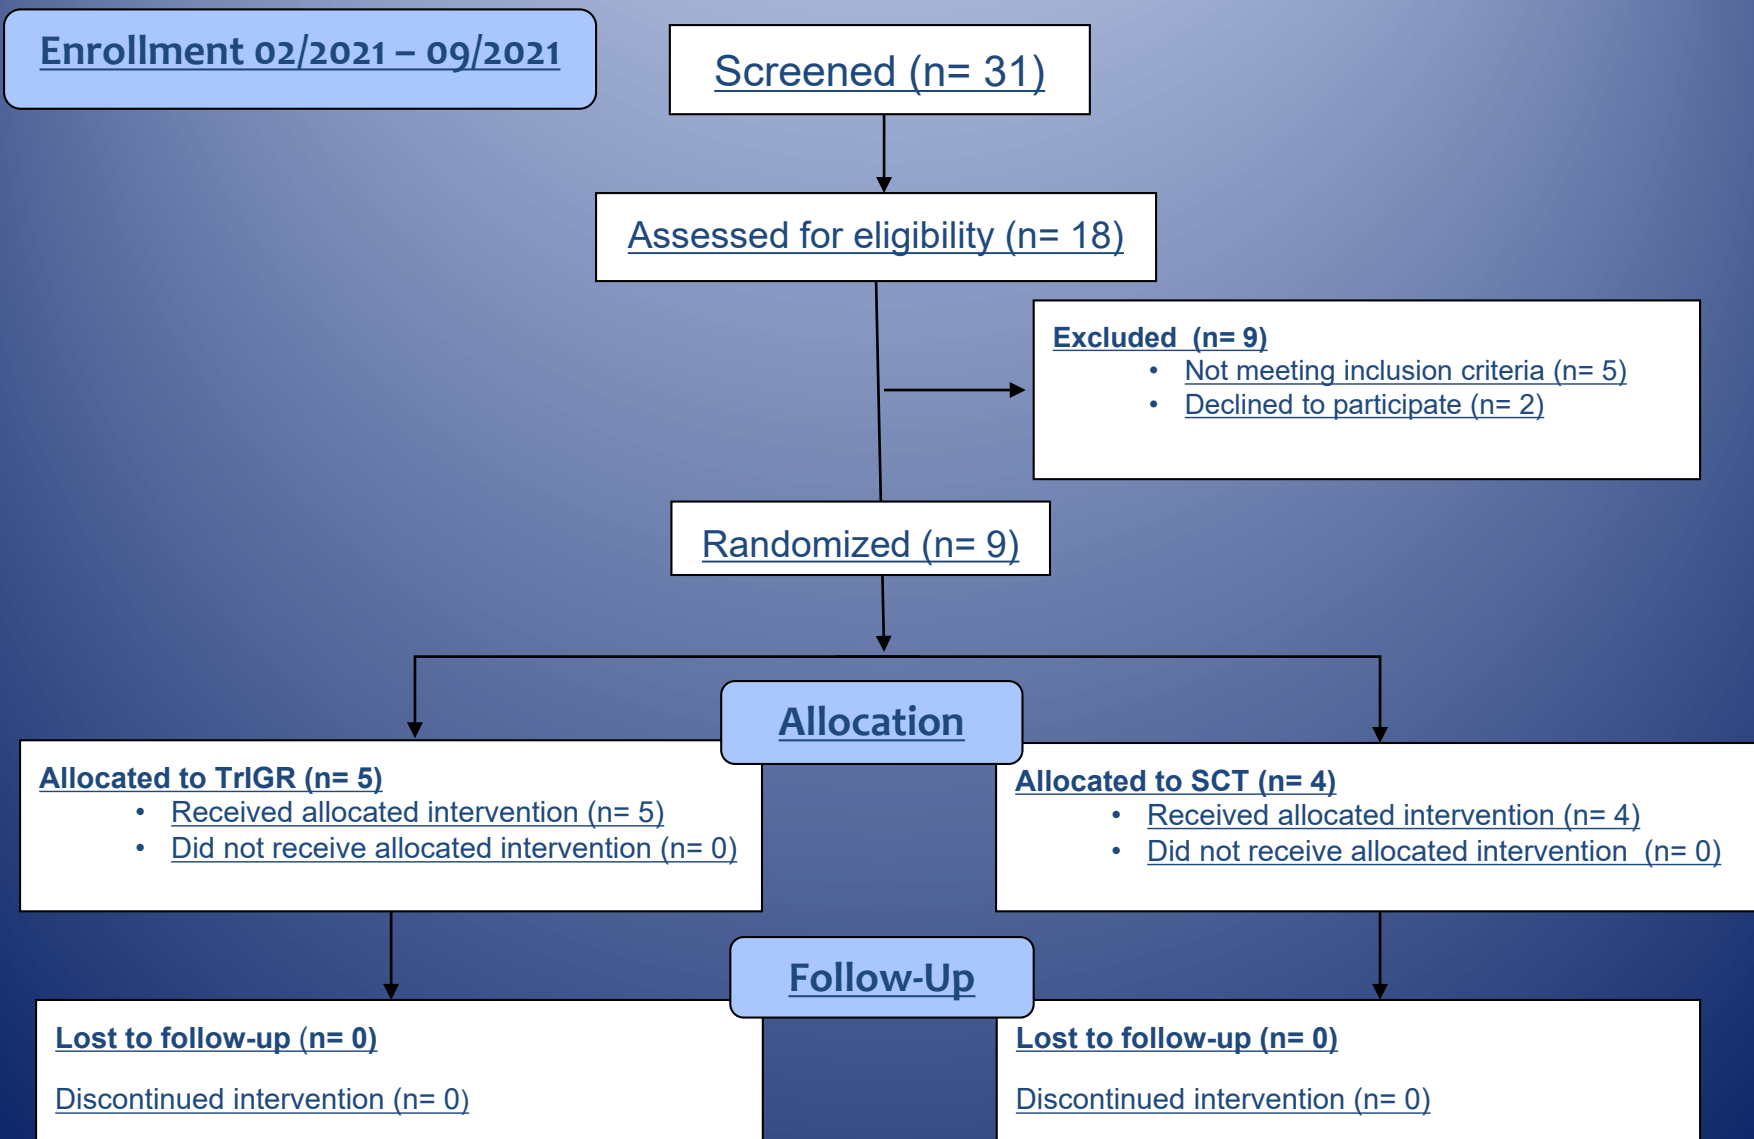 Enrollment 02/2021 – 09/2021
Screened (n= 31)
Assessed for eligibility (n= 18)
Excluded  (n= 9)
• Not meeting inclusion criteria (n= 5)
• Declined to participate (n= 2)
Randomized (n= 9)
Allocation
Allocated to TrIGR (n= 5)
• Received allocated intervention (n= 5)
• Did not receive allocated intervention (n= 0)
Allocated to SCT (n= 4)
• Received allocated intervention (n= 4)
• Did not receive allocated intervention  (n= 0)
Follow-Up
Lost to follow-up (n= 0)
Discontinued intervention (n= 0)
Lost to follow-up (n= 0)
Discontinued intervention (n= 0)